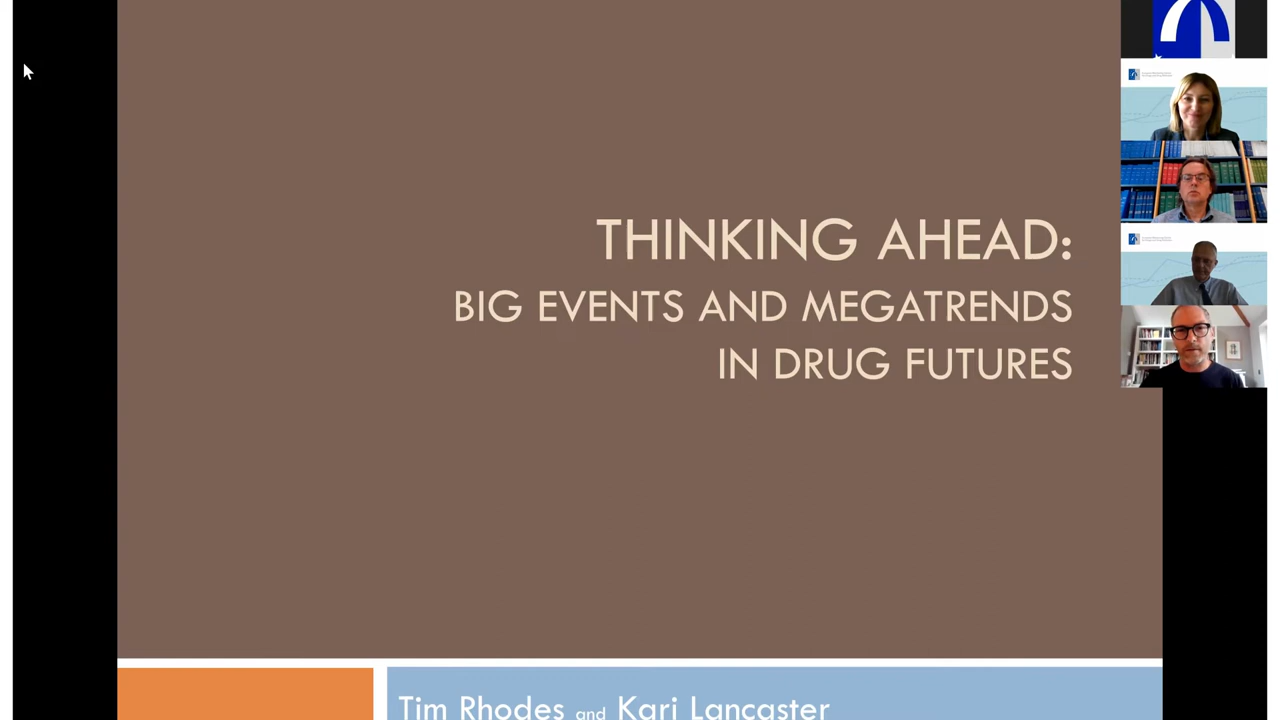 THINKING AHEAD:
BIG EVENTS AND MEGATRENDS
IN DRUG FUTURES
Tim Rhodes and Kari Lancaster